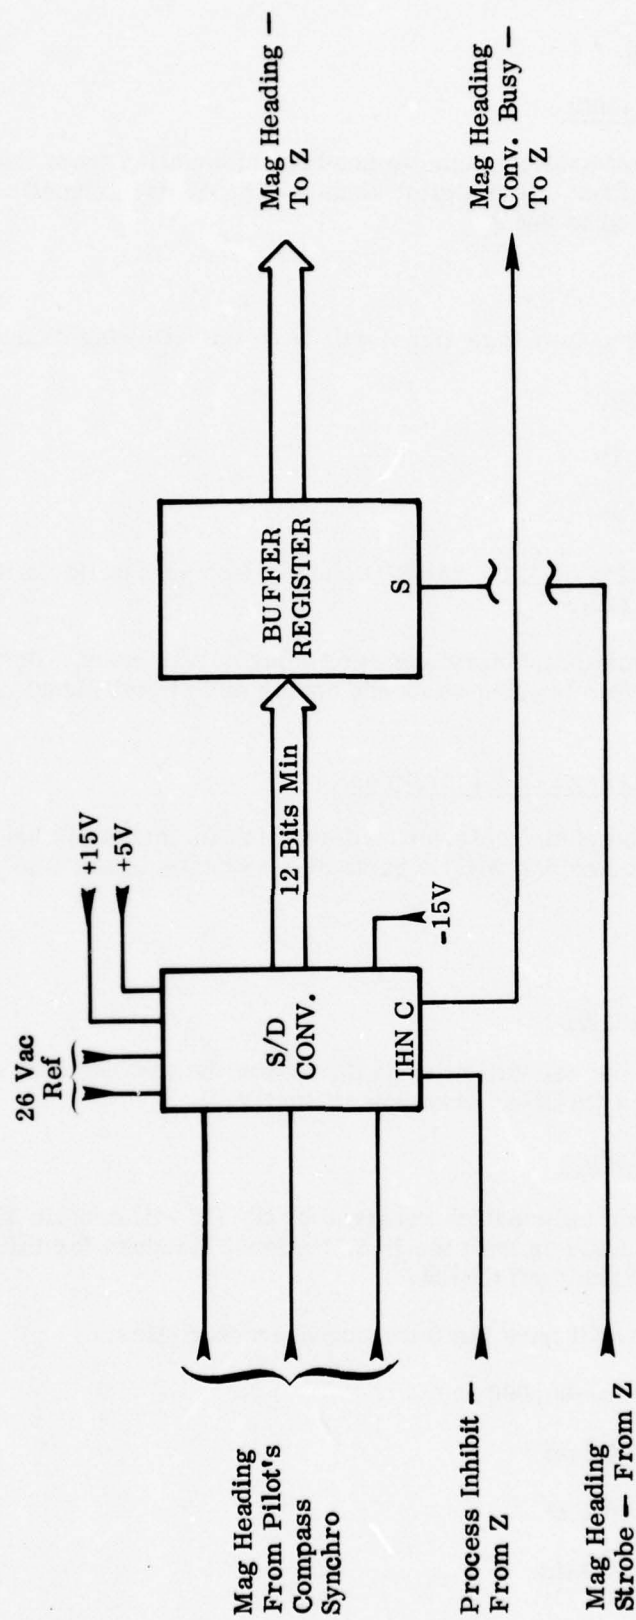 Mag Heading
From Pilot's
Compass
Synchro
Process Inhibit —
From Z
Mag Heading
Strobe — From Z
26 Vac
Ref
+15V
+5V
S/D
CONV.
IHN C
-15V
12 Bits Min
BUFFER
REGISTER
S
Mag Heading —
To Z
Mag Heading
Conv. Busy —
To Z